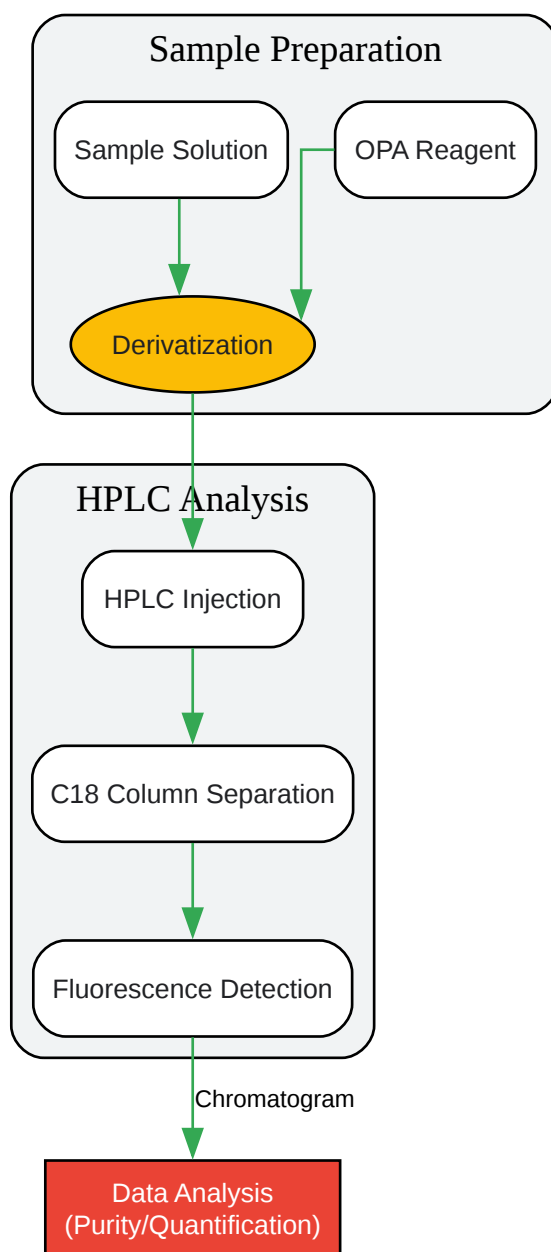 Sample Preparation
Sample Solution
OPA Reagent
Derivatization
HPLC Analysis
HPLC Injection
C18 Column Separation
Fluorescence Detection
Chromatogram
Data Analysis
(Purity/Quantification)